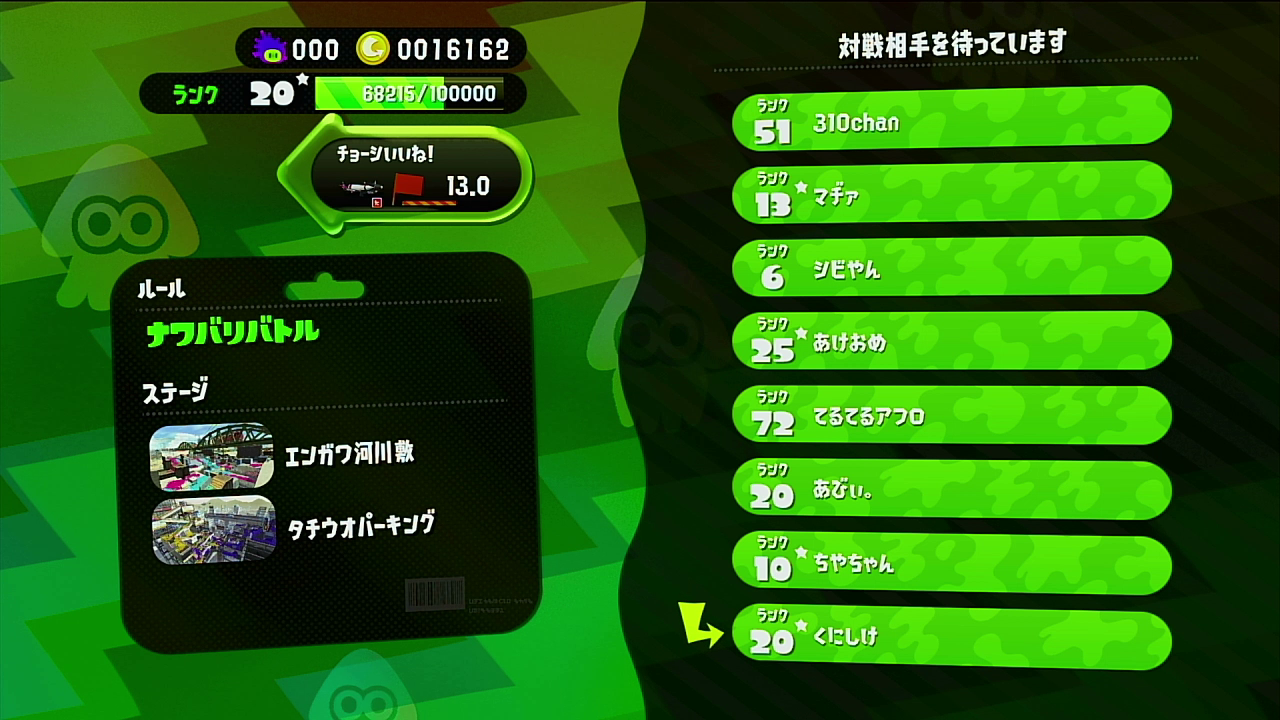 000 0016162
ランク 20 68215/100000
チョーシいいね!
13.0
ルール
ナワバリバトル
ステージ
エンガワ河川敷
タチウオパーキング
対戦相手を待っています
ランク 51 310chan
ランク 13 マヂァ
ランク 6 シビやん
ランク 25 あけおめ
ランク 72 てるてるアフロ
ランク 20 あびぃ。
ランク 10 ちやちゃん
ランク 20 くにしげ